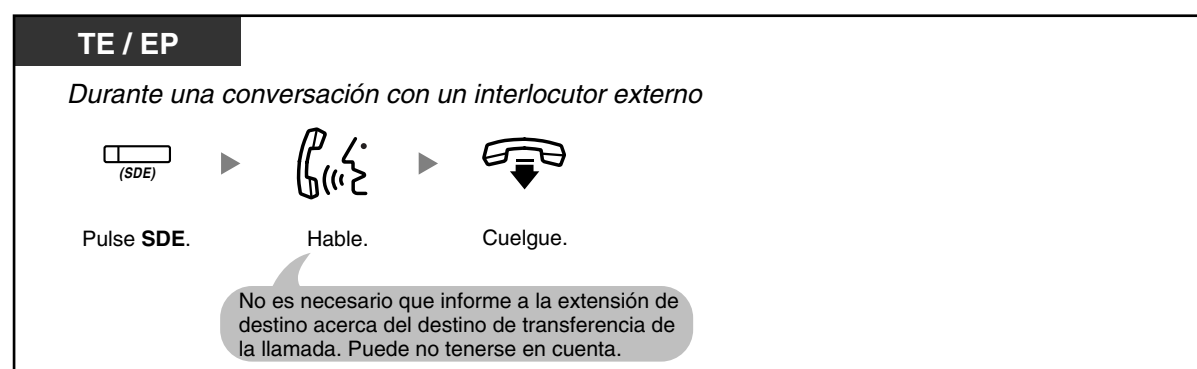 TE / EP
Durante una conversación con un interlocutor externo
(SDE)
Pulse SDE.
Hable.
Cuelgue.
No es necesario que informe a la extensión de
destino acerca del destino de transferencia de
la llamada. Puede no tenerse en cuenta.